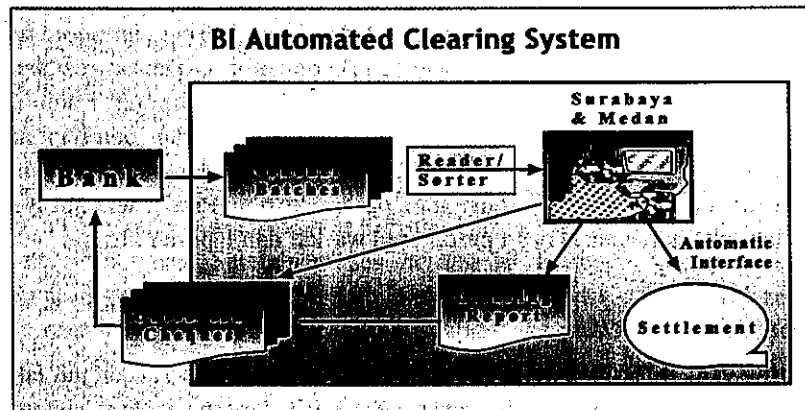 BI Automated Clearing System
Surabaya
& Medan
Bank
Batches
Reader/
Sorter
Automatic
Interface
Cheques
Report
Settlement